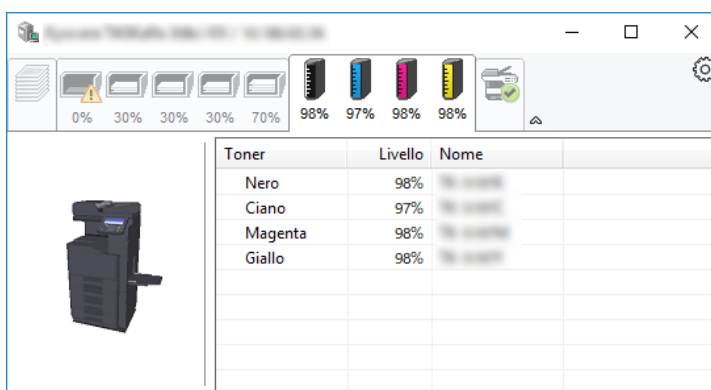 0% 30% 30% 30% 70% 98% 97% 98% 98%
Toner Livello Nome
Nero 98%
Ciano 97%
Magenta 98%
Giallo 98%